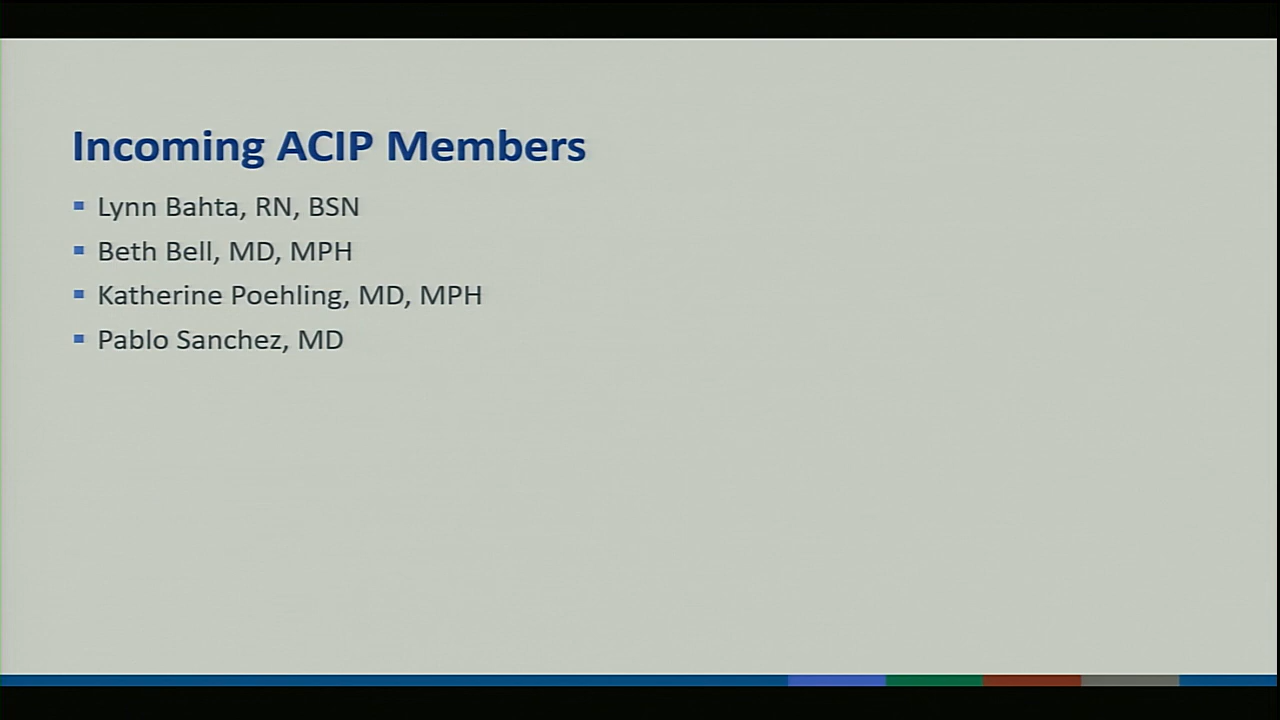 Incoming ACIP Members
Lynn Bahta, RN, BSN
Beth Bell, MD, MPH
Katherine Poehling, MD, MPH
Pablo Sanchez, MD